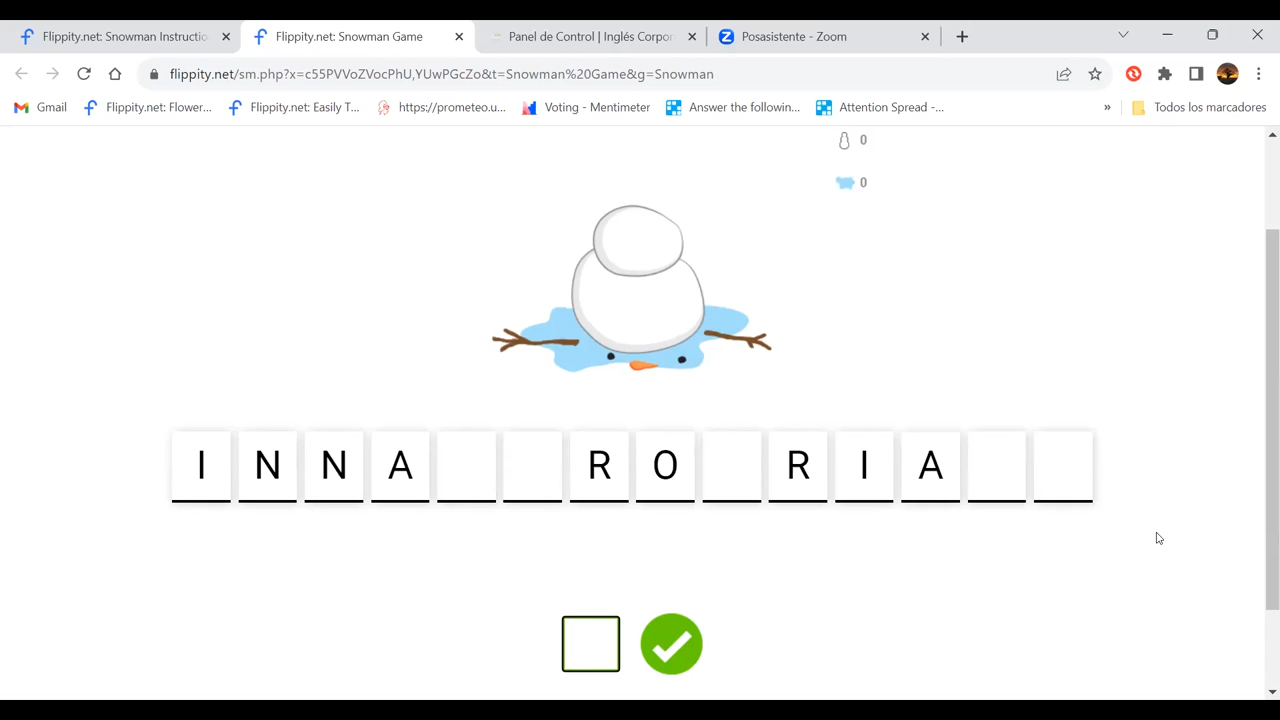 Flippity.net: Snowman Instructio
Flippity.net: Snowman Game
Panel de Control | Inglés Corpor
Posasistente - Zoom
flippity.net/sm.php?x=c55PVVoZVocPhU,YUwPGcZo&t=Snowman%20Game&g=Snowman
Gmail
Flippity.net: Flower...
Flippity.net: Easily T...
https://prometeo.u...
Voting - Mentimeter
Answer the followin...
Attention Spread -...
»
Todos los marcadores
0
0
I N N A R O R I A